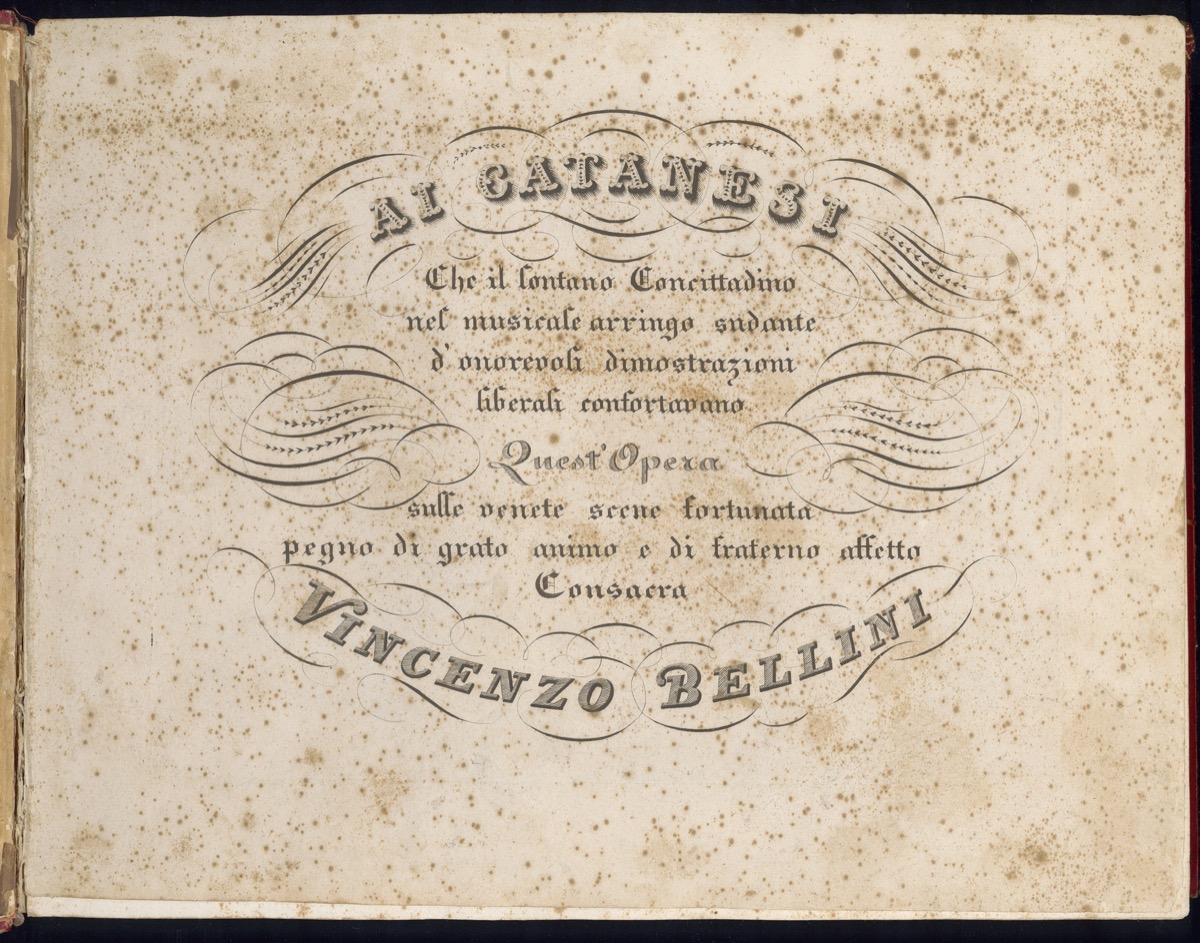 AI CATANESI
Che il lontano Concittadino
nel musicale arringo sudante
d'onorevoli dimostrazioni
liberali confortavano
Quest'Opera
sulle venete scene fortunata
pegno di grato animo e di fraterno affetto
Consacra
VINCENZO BELLINI